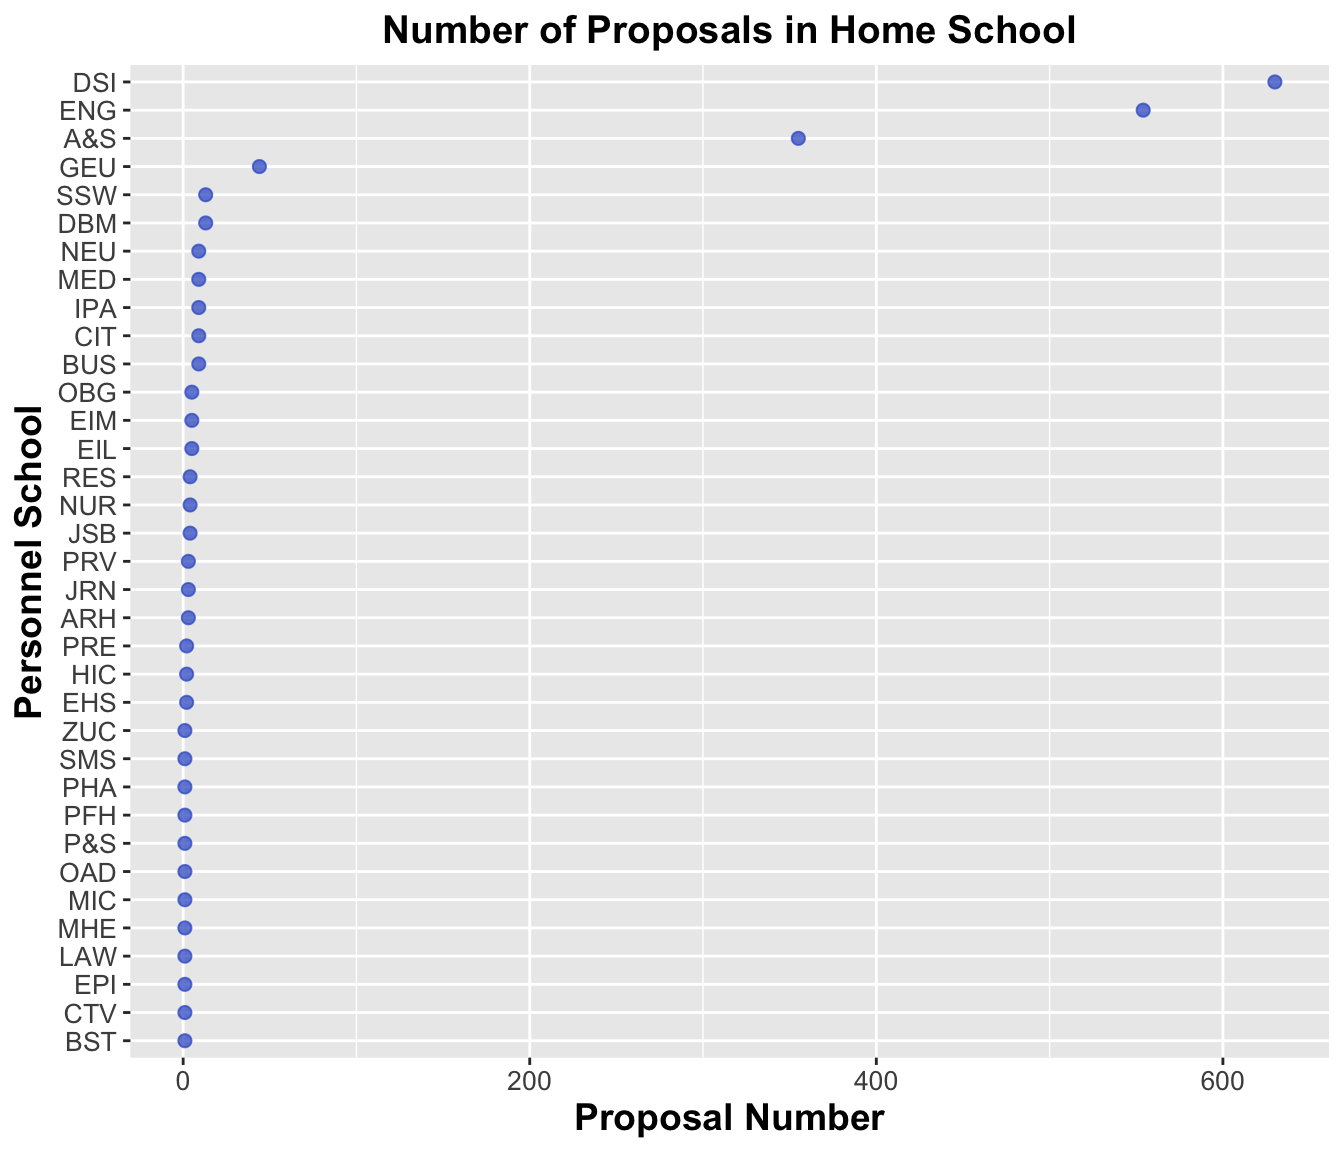 Number of Proposals in Home School
DSI
ENG
A&S
GEU
SSW
DBM
NEU
MED
IPA
CIT
BUS
OBG
EIM
EIL
RES
NUR
JSB
PRV
JRN
ARH
PRE
HIC
EHS
ZUC
SMS
PHA
PFH
P&S
OAD
MIC
MHE
LAW
EPI
CTV
BST
Personnel School
0 200 400 600
Proposal Number